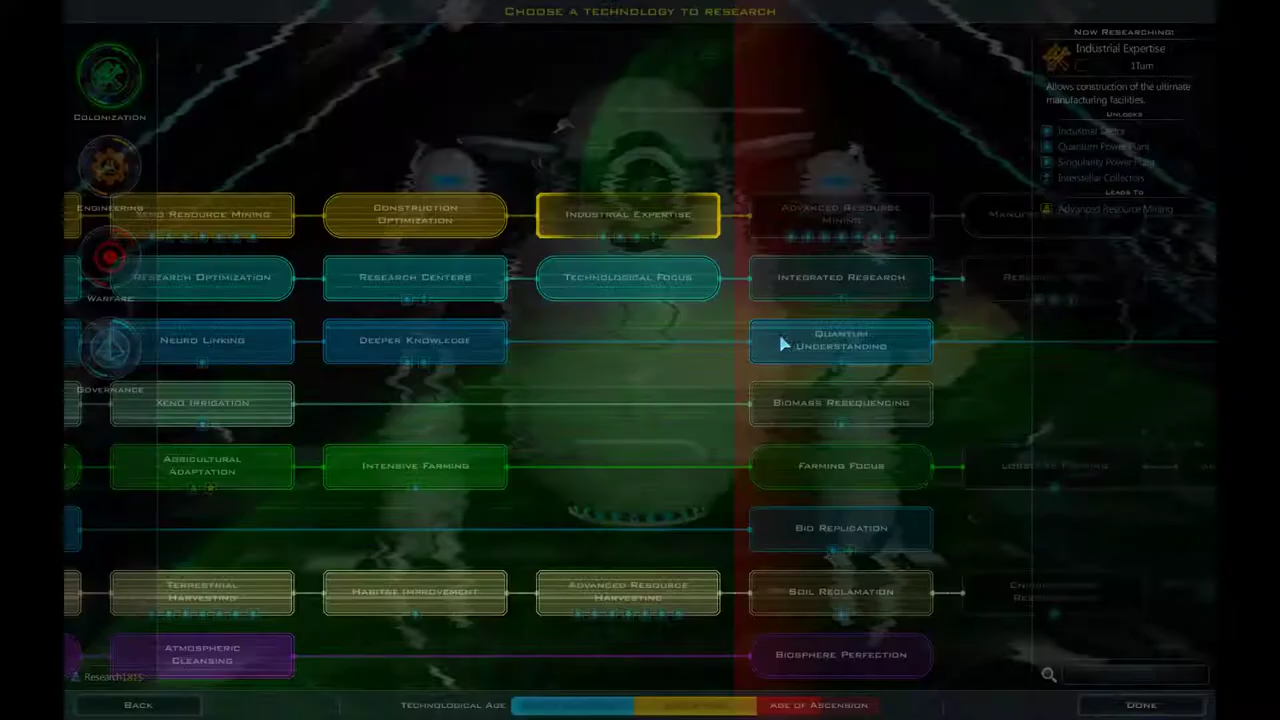 Choose a technology to research
Now Researching:
Industrial Expertise
1Turn
Allows construction of the ultimate
manufacturing facilities.
Unlocks
Industrial Sector
Quantum Power Plant
Singularity Power Plant
Interstellar Collectors
Leads to
Advanced Resource Mining
Colonization
Engineering
Warfare
Governance
Xeno Resource Mining
Construction
Optimization
Industrial Expertise
Advanced Resource
Mining
Research Optimization
Research Centers
Technological Focus
Integrated Research
Neuro Linking
Deeper Knowledge
Quantum
Understanding
Xeno Irrigation
Biomass Resequencing
Agricultural
Adaptation
Intensive Farming
Farming Focus
Bio Replication
Terrestrial
Harvesting
Habitat Improvement
Advanced Resource
Harvesting
Soil Reclamation
Atmospheric
Cleansing
Biosphere Perfection
Research1815
Back
Technological Age
Age of Ascension
Done